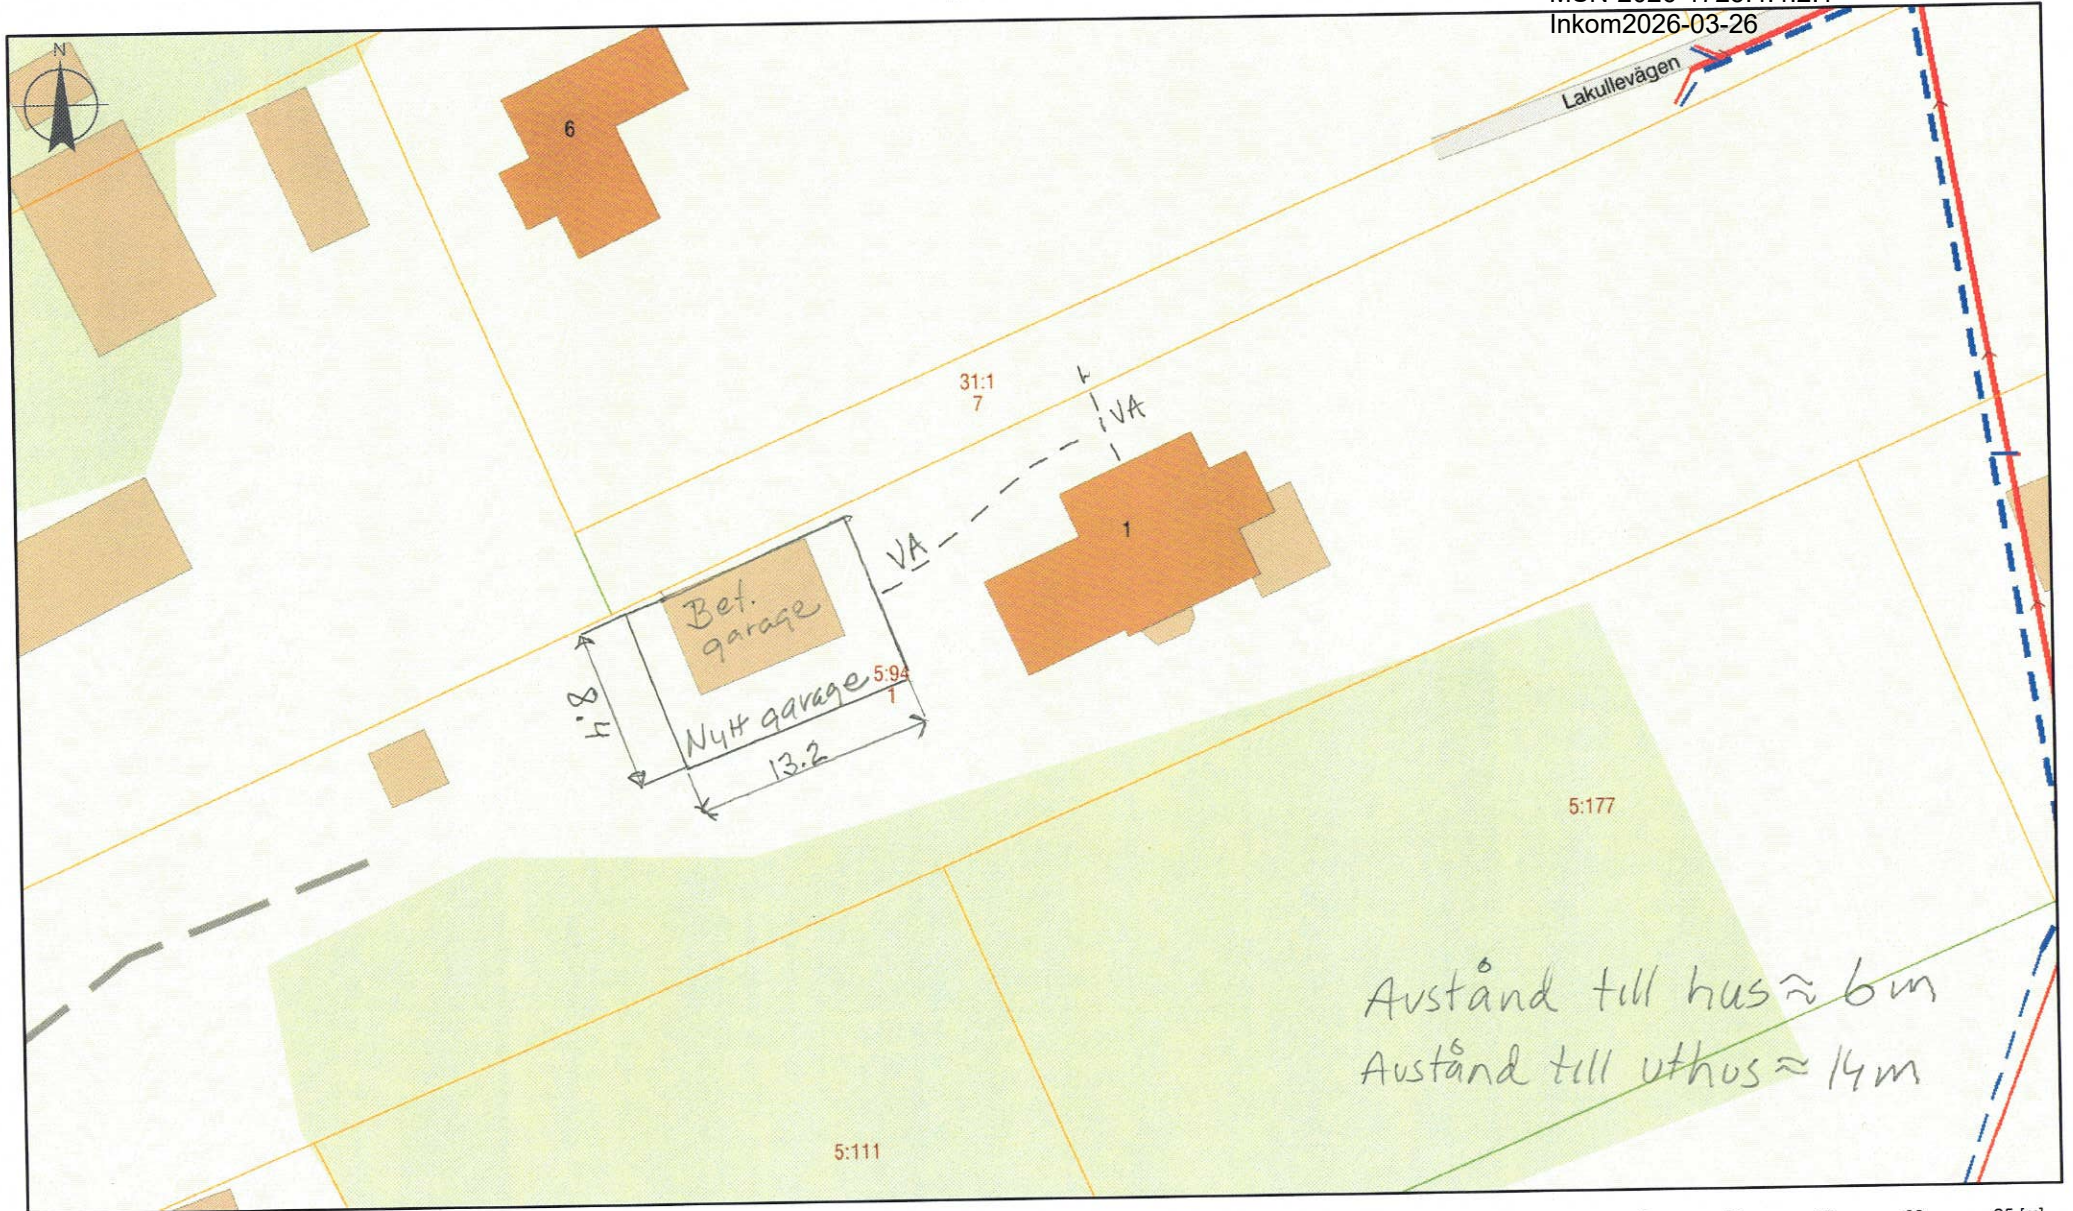 Inkom2026-03-26
N
Lakullevägen
6
31:1
7
VA
VA
1
Bef.
garage
5:94
1
Nytt garage
8.4
13.2
5:177
Avstånd till hus ≈ 6m
Avstånd till uthus ≈ 14m
5:111